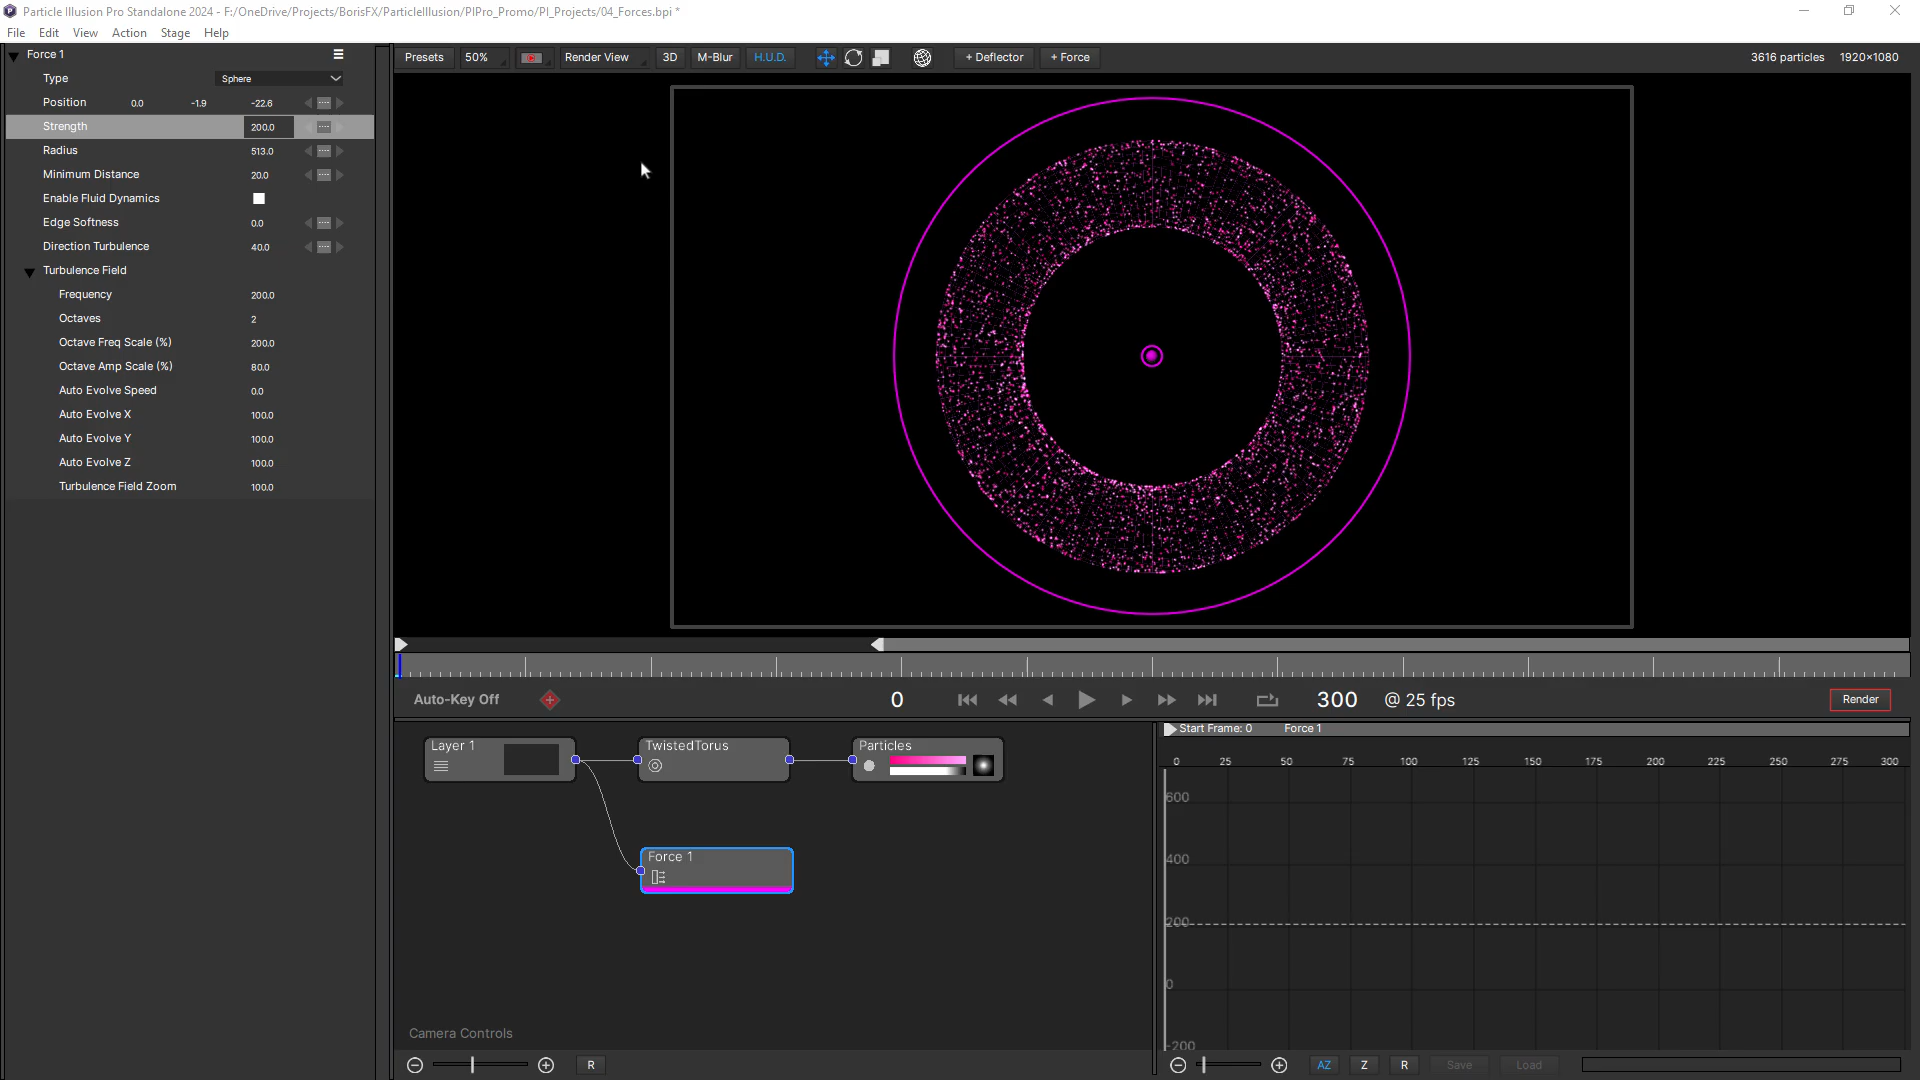 Particle Illusion Pro Standalone 2024 - F:/OneDrive/Projects/BorisFX/ParticleIllusion/PIPro_Promo/PI_Projects/04_Forces.bpi *
File Edit View Action Stage Help
Force 1
Type Sphere
Position 0.0 -1.9 -22.6
Strength 200.0
Radius 513.0
Minimum Distance 20.0
Enable Fluid Dynamics
Edge Softness 0.0
Direction Turbulence 40.0
Turbulence Field
Frequency 200.0
Octaves 2
Octave Freq Scale (%) 200.0
Octave Amp Scale (%) 80.0
Auto Evolve Speed 0.0
Auto Evolve X 100.0
Auto Evolve Y 100.0
Auto Evolve Z 100.0
Turbulence Field Zoom 100.0
Presets 50% Render View 3D M-Blur H.U.D. + Deflector + Force 3616 particles 1920×1080
Auto-Key Off 0 300 @ 25 fps Render
Layer 1 TwistedTorus Particles
Force 1
Camera Controls
R
Start Frame: 0 Force 1
0 25 50 75 100 125 150 175 200 225 250 275 300
600
400
200
0
-200
AZ Z R Save Load